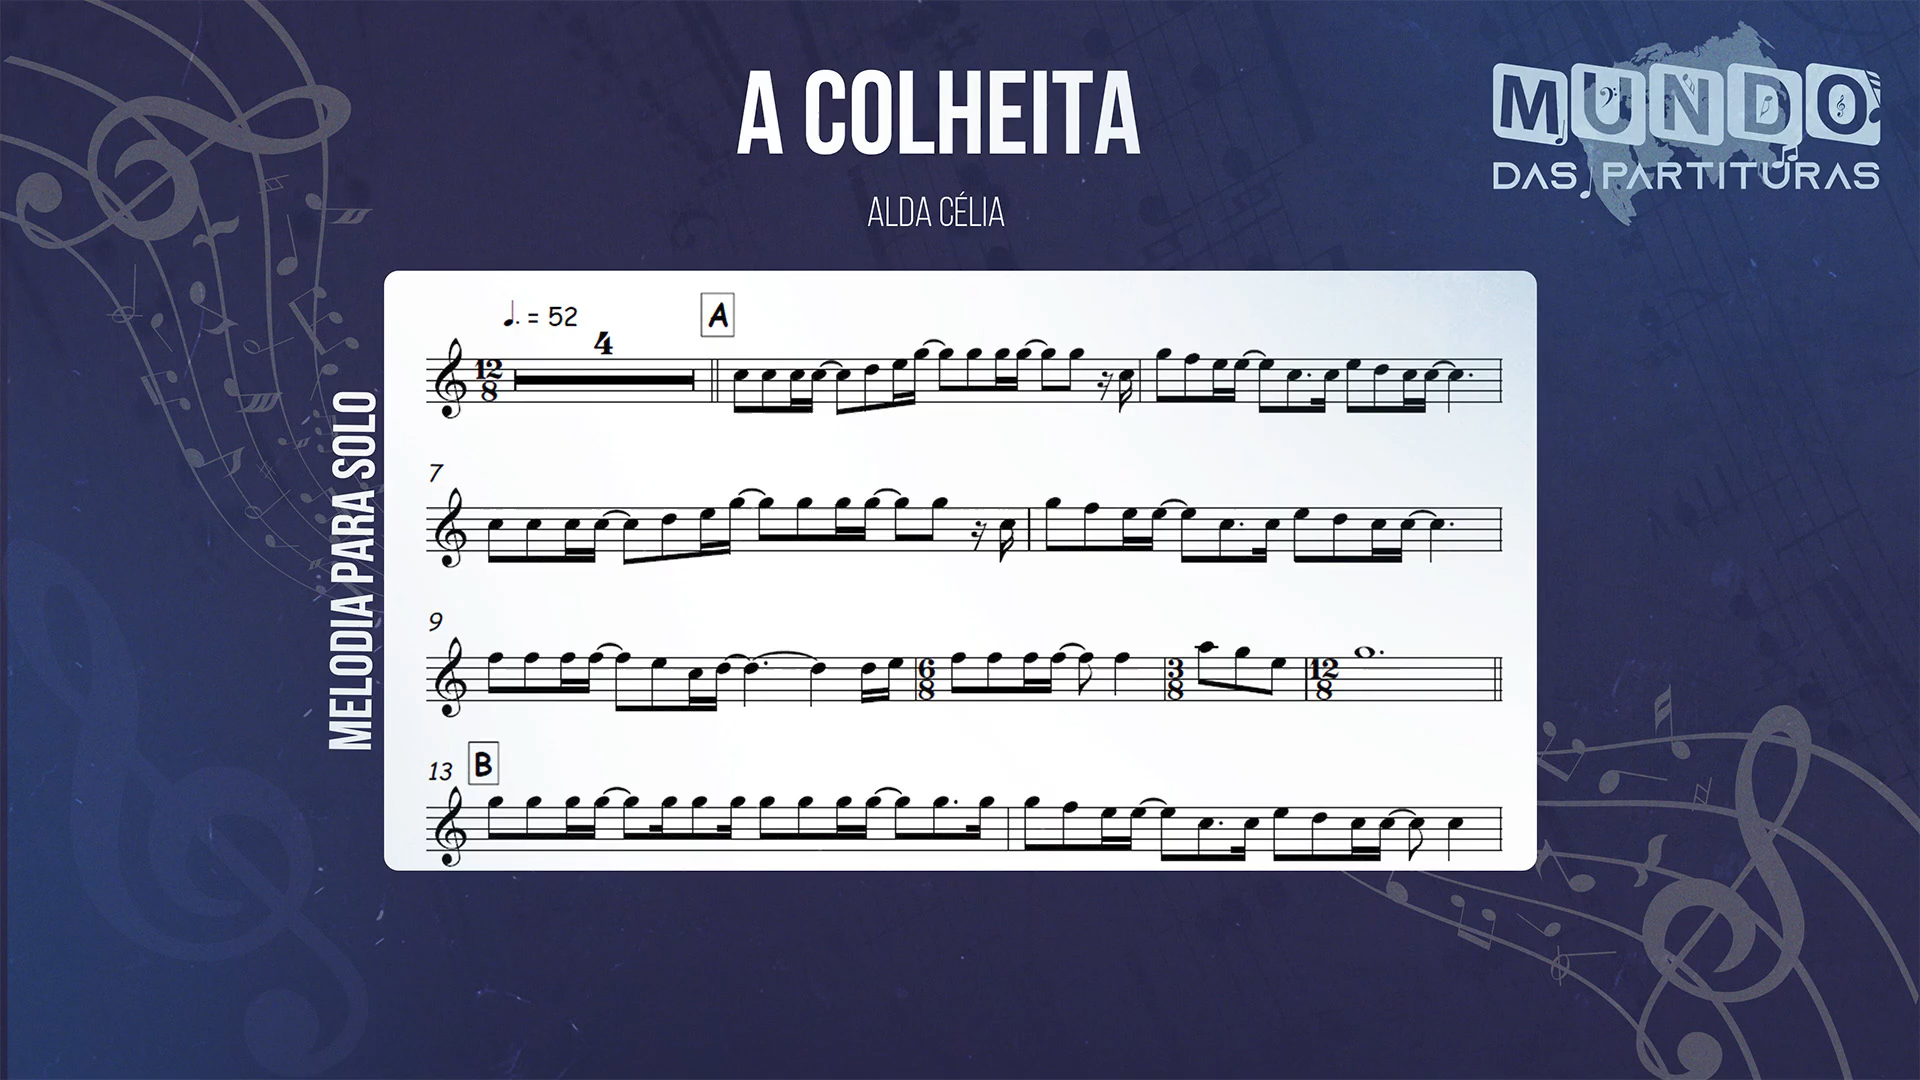 A COLHEITA
ALDA CÉLIA
MUNDO
DAS PARTITURAS
MELODIA PARA SOLO
♩. = 52
A
4
12
8
7
9
6
8
3
8
12
8
13
B